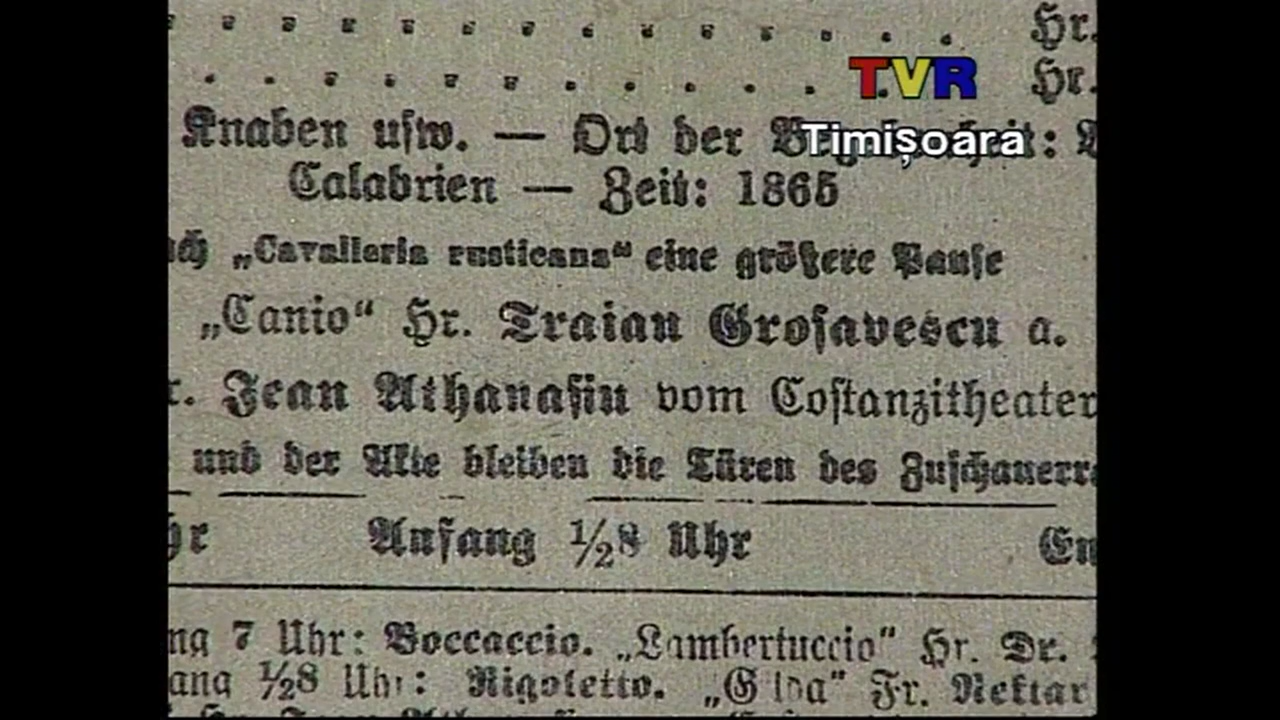 Hr.
TVR
Hr.
Timișoara
Knaben uſw. — Ort der
Calabrien — Zeit: 1865
„Cavalleria rusticana“ eine größere Pauſe
„Canio“ Hr. Traian Groſavescu a.
r. Jean Athanaſiu vom Coſtanzitheater
und der Akte bleiben die Türen des
Anfang ½8 Uhr
7 Uhr: Boccaccio. „Lambertuccio“ Hr. Dr.
½8 Uhr: Rigoletto. „Gilda“ Fr.